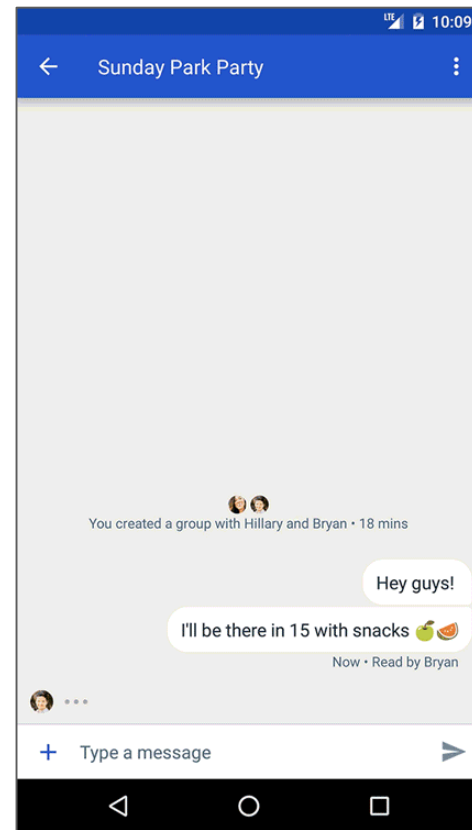 LTE 10:09
Sunday Park Party
You created a group with Hillary and Bryan • 18 mins
Hey guys!
I'll be there in 15 with snacks 🍏🍉
Now • Read by Bryan
Type a message